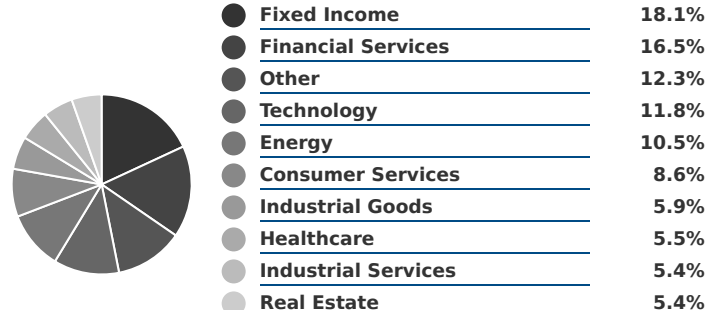 Fixed Income 18.1%
Financial Services 16.5%
Other 12.3%
Technology 11.8%
Energy 10.5%
Consumer Services 8.6%
Industrial Goods 5.9%
Healthcare 5.5%
Industrial Services 5.4%
Real Estate 5.4%